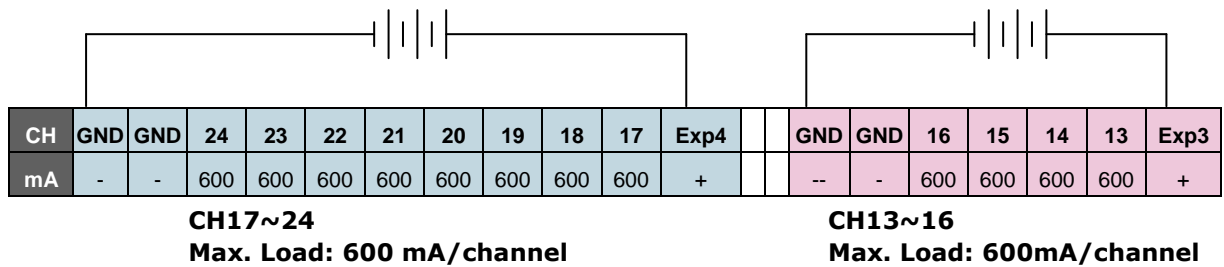 CH GND GND 24 23 22 21 20 19 18 17 Exp4 GND GND 16 15 14 13 Exp3
mA - - 600 600 600 600 600 600 600 600 + -- - 600 600 600 600 +
CH17~24 CH13~16
Max. Load: 600 mA/channel Max. Load: 600mA/channel